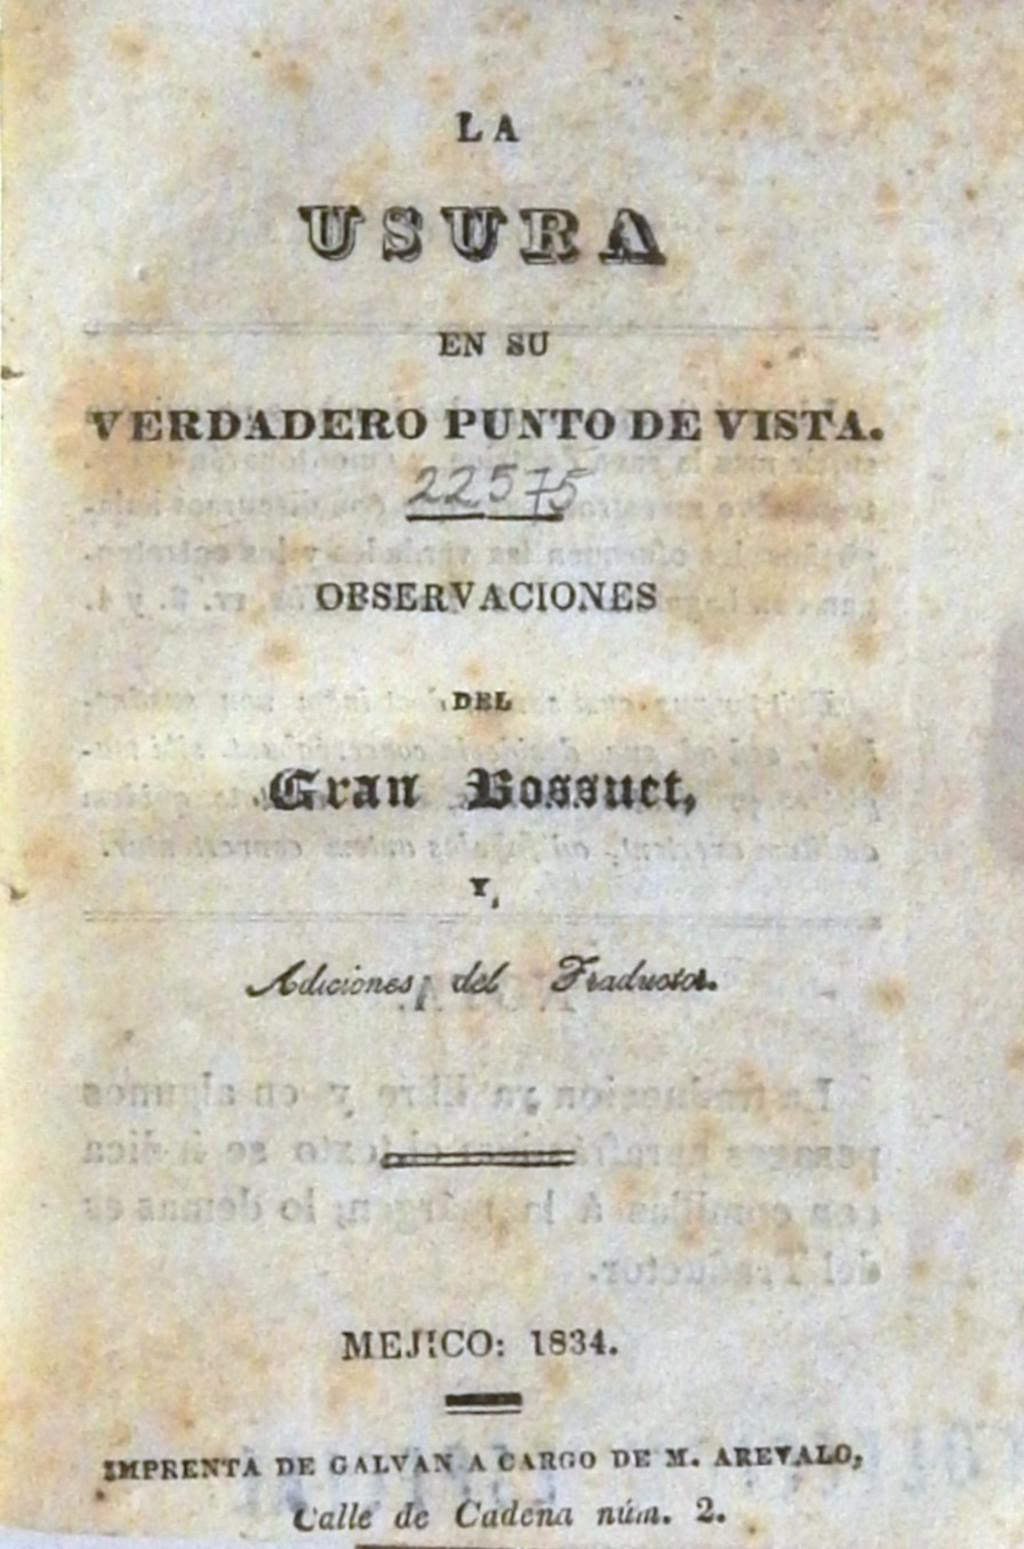 LA
USURA
EN SU
VERDADERO PUNTO DE VISTA.
22575
OBSERVACIONES
DEL
Gran Bossuet,
Y,
Adiciones del Traductor.
MEJICO: 1834.
IMPRENTA DE GALVAN A CARGO DE M. AREVALO,
Calle de Cadena núm. 2.